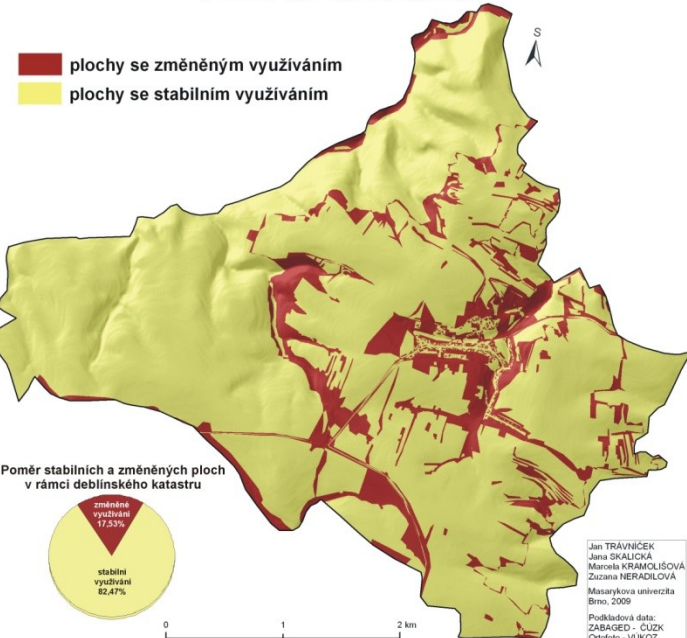 S
plochy se změněným využíváním
plochy se stabilním využíváním
Poměr stabilních a změněných ploch
v rámci deblínského katastru
změněné
využívání
17,53%
stabilní
využívání
82,47%
0 1 2 km
Jan TRÁVNÍČEK
Jana SKALICKÁ
Marcela KRAMOLIŠOVÁ
Zuzana NERADILOVÁ
Masarykova univerzita
Brno, 2009
Podkladová data:
ZABAGED - ČÚZK
Ortofoto - VÚKOZ